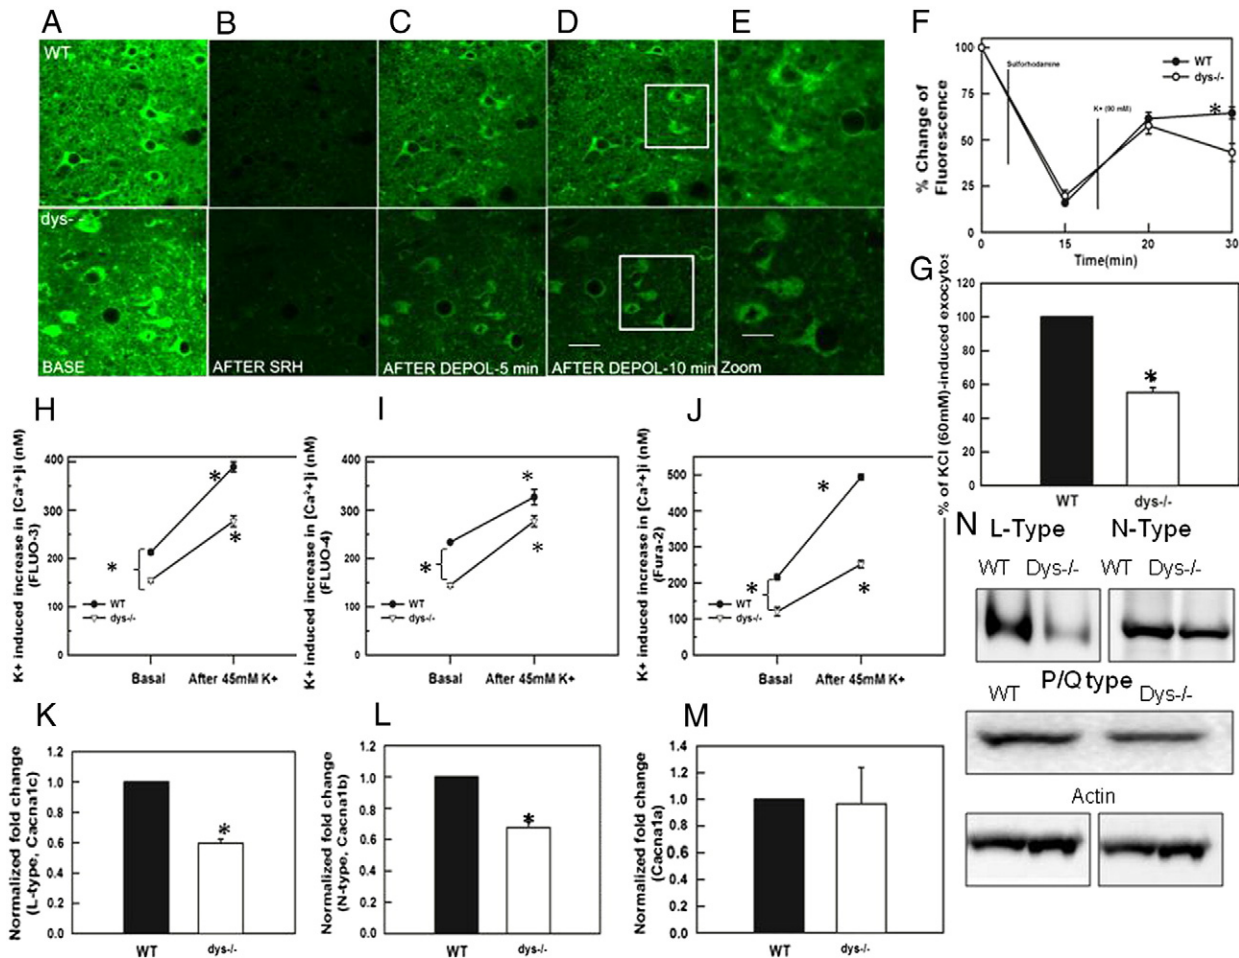 A B C D E F
WT
dys- -
BASE
AFTER SRH
AFTER DEPOL-5 min
AFTER DEPOL-10 min
Zoom
% Change of
Fluorescence
100
75
50
25
0
Sulforhodamine
K+ (90 mM)
WT
dys-/-
*
0 15 20 30
Time(min)
G
% of KCl (60mM)-induced exocytos
120
100
80
60
40
20
0
*
WT dys-/-
H
K+ induced increase in [Ca²+]i (nM)
(FLUO-3)
400
300
200
100
0
*
*
*
WT
dys-/-
Basal After 45mM K+
I
K+ induced increase in [Ca²+]i (nM)
(FLUO-4)
400
300
200
100
0
*
*
*
WT
dys-/-
Basal After 45mM K+
J
K+ induced increase in [Ca²+]i (nM)
(Fura-2)
500
400
300
200
100
0
*
*
*
WT
dys-/-
Basal After 45mM K+
K
Normalized fold change
(L-type, Cacna1c)
1.2
1.0
0.8
0.6
0.4
0.2
0.0
*
WT dys-/-
L
Normalized fold change
(N-type, Cacna1b)
1.2
1.0
0.8
0.6
0.4
0.2
0.0
*
WT dys-/-
M
Normalized fold change
(Cacna1a)
1.4
1.2
1.0
0.8
0.6
0.4
0.2
0.0
WT dys-/-
N
L-Type N-Type
WT Dys-/- WT Dys-/-
P/Q type
WT Dys-/-
Actin